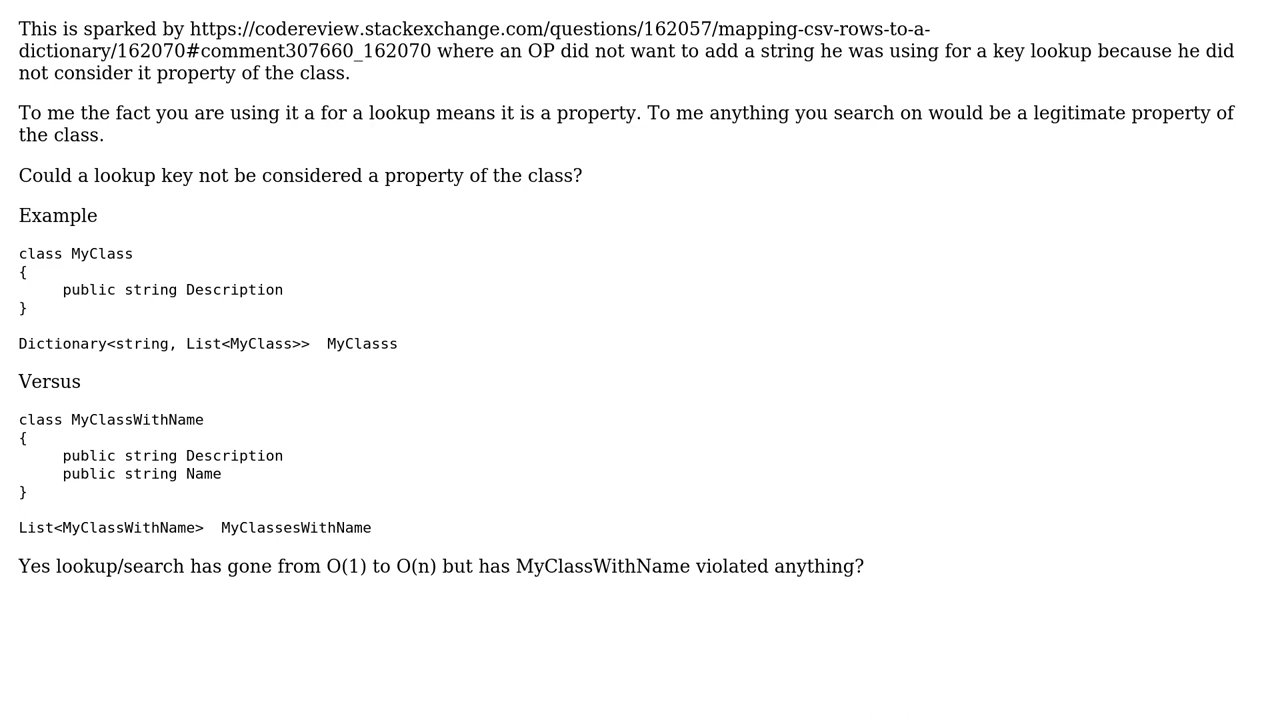 This is sparked by https://codereview.stackexchange.com/questions/162057/mapping-csv-rows-to-a-
dictionary/162070#comment307660_162070 where an OP did not want to add a string he was using for a key lookup because he did
not consider it property of the class.
To me the fact you are using it a for a lookup means it is a property. To me anything you search on would be a legitimate property of
the class.
Could a lookup key not be considered a property of the class?
Example
class MyClass
{
     public string Description
}
Dictionary<string, List<MyClass>>  MyClasss
Versus
class MyClassWithName
{
     public string Description
     public string Name
}
List<MyClassWithName>  MyClassesWithName
Yes lookup/search has gone from O(1) to O(n) but has MyClassWithName violated anything?